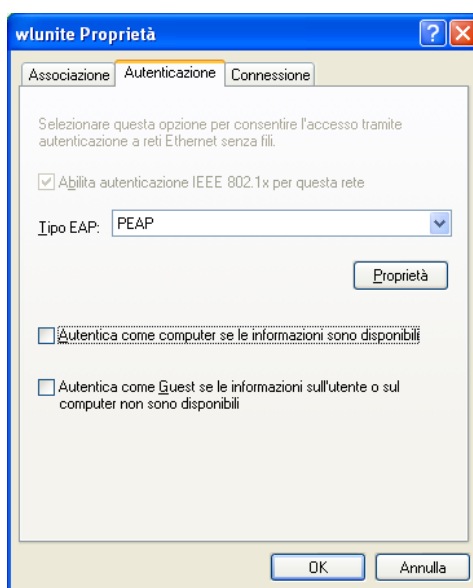 wlunite Proprietà
Associazione Autenticazione Connessione
Selezionare questa opzione per consentire l'accesso tramite
autenticazione a reti Ethernet senza fili.
Abilita autenticazione IEEE 802.1x per questa rete
Tipo EAP: PEAP
Proprietà
Autentica come computer se le informazioni sono disponibili
Autentica come Guest se le informazioni sull'utente o sul
computer non sono disponibili
OK Annulla